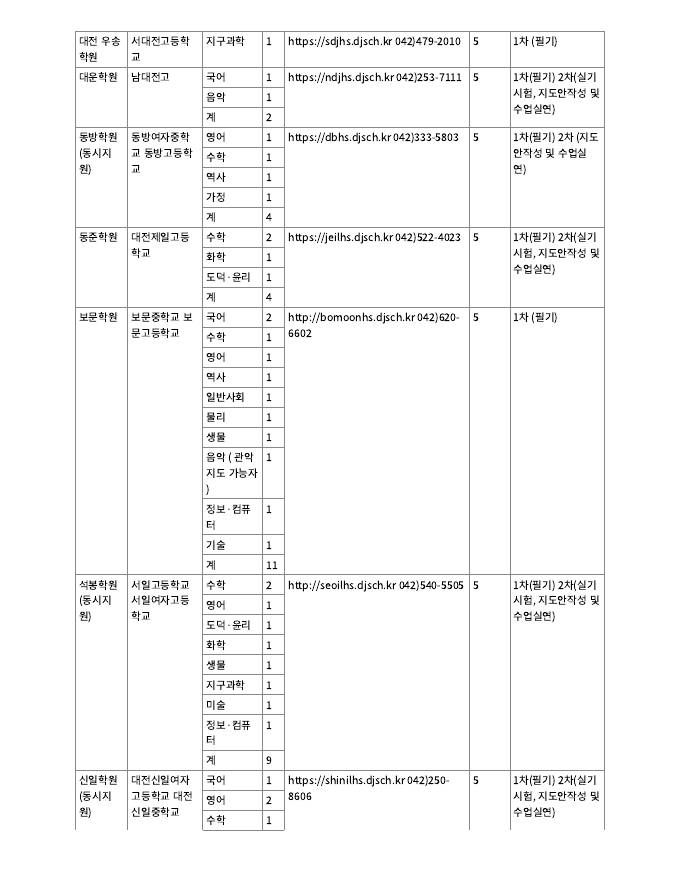 대전 우송 서대전고등학 지구과학 1 https://sdjhs.djsch.kr 042)479-2010 5 1차 (필기)
학원 교
대운학원 남대전고 국어 1 https://ndjhs.djsch.kr 042)253-7111 5 1차(필기) 2차(실기
음악 1 시험, 지도안작성 및
계 2 수업실연)
동방학원 동방여자중학 영어 1 https://dbhs.djsch.kr 042)333-5803 5 1차(필기) 2차 (지도
(동시지 교 동방고등학 수학 1 안작성 및 수업실
원) 교 역사 1 연)
가정 1
계 4
동준학원 대전제일고등 수학 2 https://jeilhs.djsch.kr 042)522-4023 5 1차(필기) 2차(실기
학교 화학 1 시험, 지도안작성 및
도덕·윤리 1 수업실연)
계 4
보문학원 보문중학교 보 국어 2 http://bomoonhs.djsch.kr 042)620- 5 1차 (필기)
문고등학교 수학 1 6602
영어 1
역사 1
일반사회 1
물리 1
생물 1
음악 ( 관악 1
지도 가능자
)
정보·컴퓨 1
터
기술 1
계 11
석봉학원 서일고등학교 수학 2 http://seoilhs.djsch.kr 042)540-5505 5 1차(필기) 2차(실기
(동시지 서일여자고등 영어 1 시험, 지도안작성 및
원) 학교 도덕·윤리 1 수업실연)
화학 1
생물 1
지구과학 1
미술 1
정보·컴퓨 1
터
계 9
신일학원 대전신일여자 국어 1 https://shinilhs.djsch.kr 042)250- 5 1차(필기) 2차(실기
(동시지 고등학교 대전 영어 2 8606 시험, 지도안작성 및
원) 신일중학교 수학 1 수업실연)